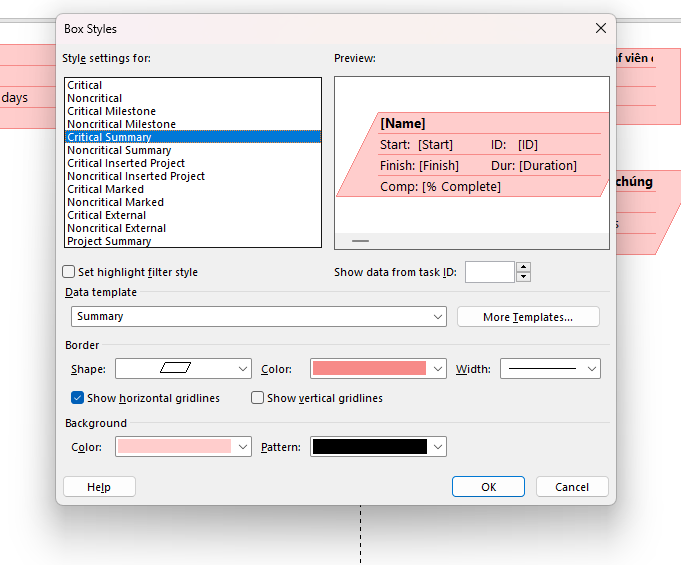 Box Styles
Style settings for:
Preview:
days
Critical
Noncritical
Critical Milestone
Noncritical Milestone
Critical Summary
Noncritical Summary
Critical Inserted Project
Noncritical Inserted Project
Critical Marked
Noncritical Marked
Critical External
Noncritical External
Project Summary
[Name]
Start: [Start] ID: [ID]
Finish: [Finish] Dur: [Duration]
Comp: [% Complete]
viên
chúng
Set highlight filter style
Show data from task ID:
Data template
Summary
More Templates...
Border
Shape:
Color:
Width:
Show horizontal gridlines
Show vertical gridlines
Background
Color:
Pattern:
Help
OK
Cancel